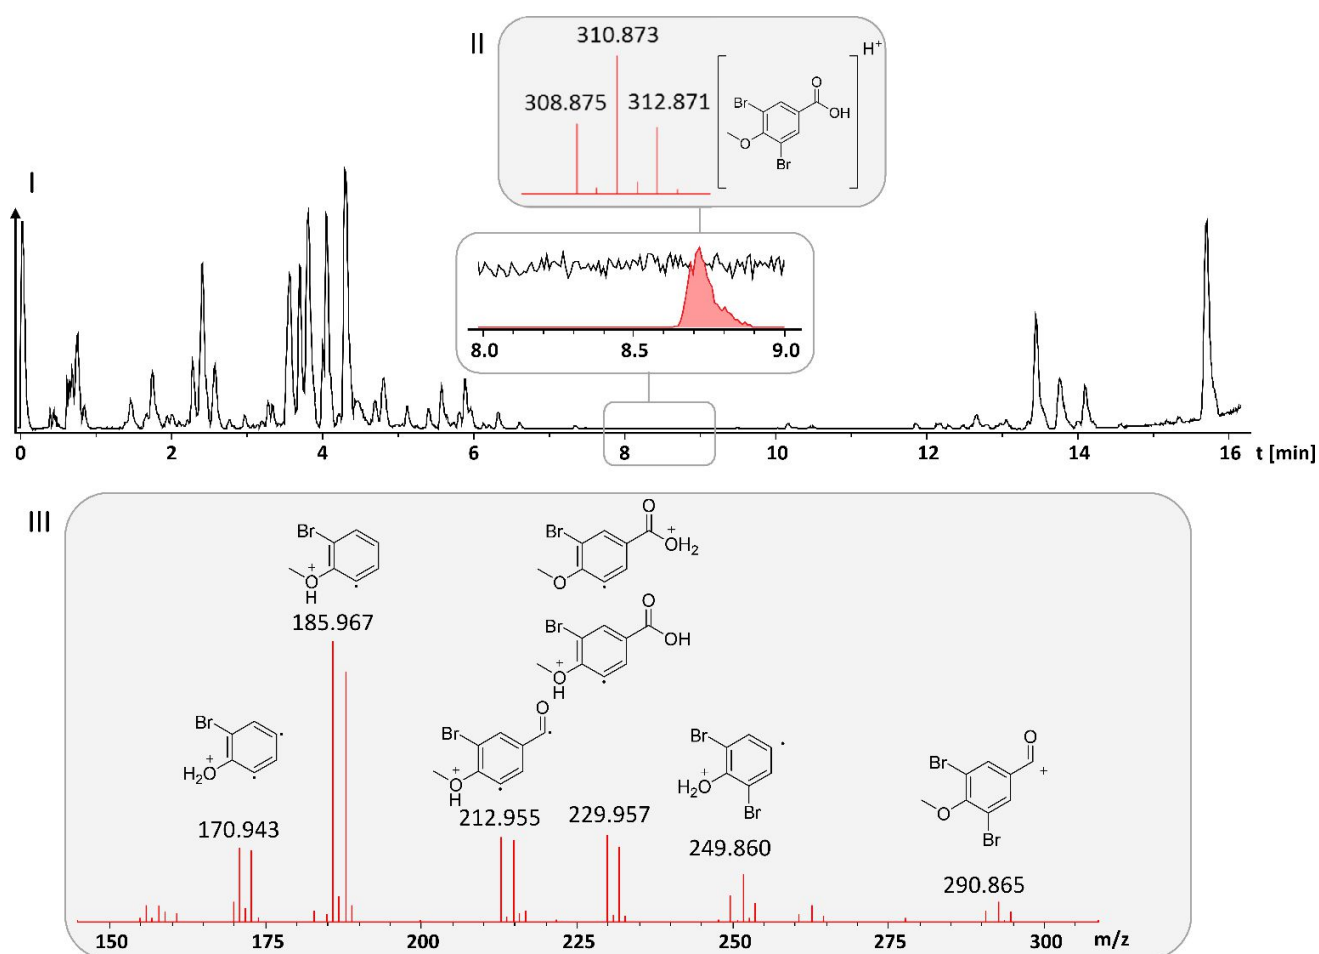 II
310.873
308.875
312.871
H+
Br
O
OH
O
Br
I
8.0 8.5 9.0
0 2 4 6 8 10 12 14 16 t [min]
III
Br
O
H
+
185.967
Br
H2O
+
170.943
Br
O
OH2
+
O
Br
O
OH
O
H
+
Br
O
O
H
+
212.955
229.957
Br
H2O
+
Br
249.860
Br
O
+
O
Br
290.865
150 175 200 225 250 275 300 m/z